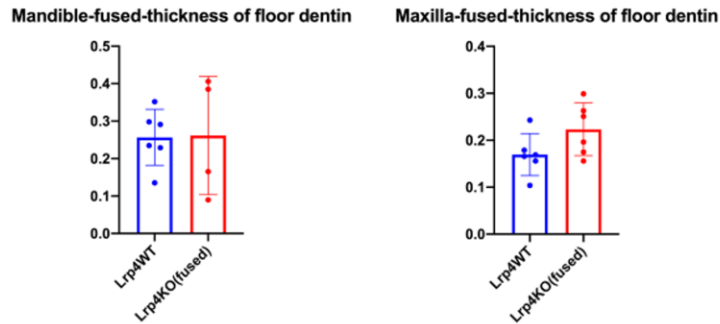 Mandible-fused-thickness of floor dentin
0.5
0.4
0.3
0.2
0.1
0.0
Lrp4WT
Lrp4KO(fused)
Maxilla-fused-thickness of floor dentin
0.4
0.3
0.2
0.1
0.0
Lrp4WT
Lrp4KO(fused)